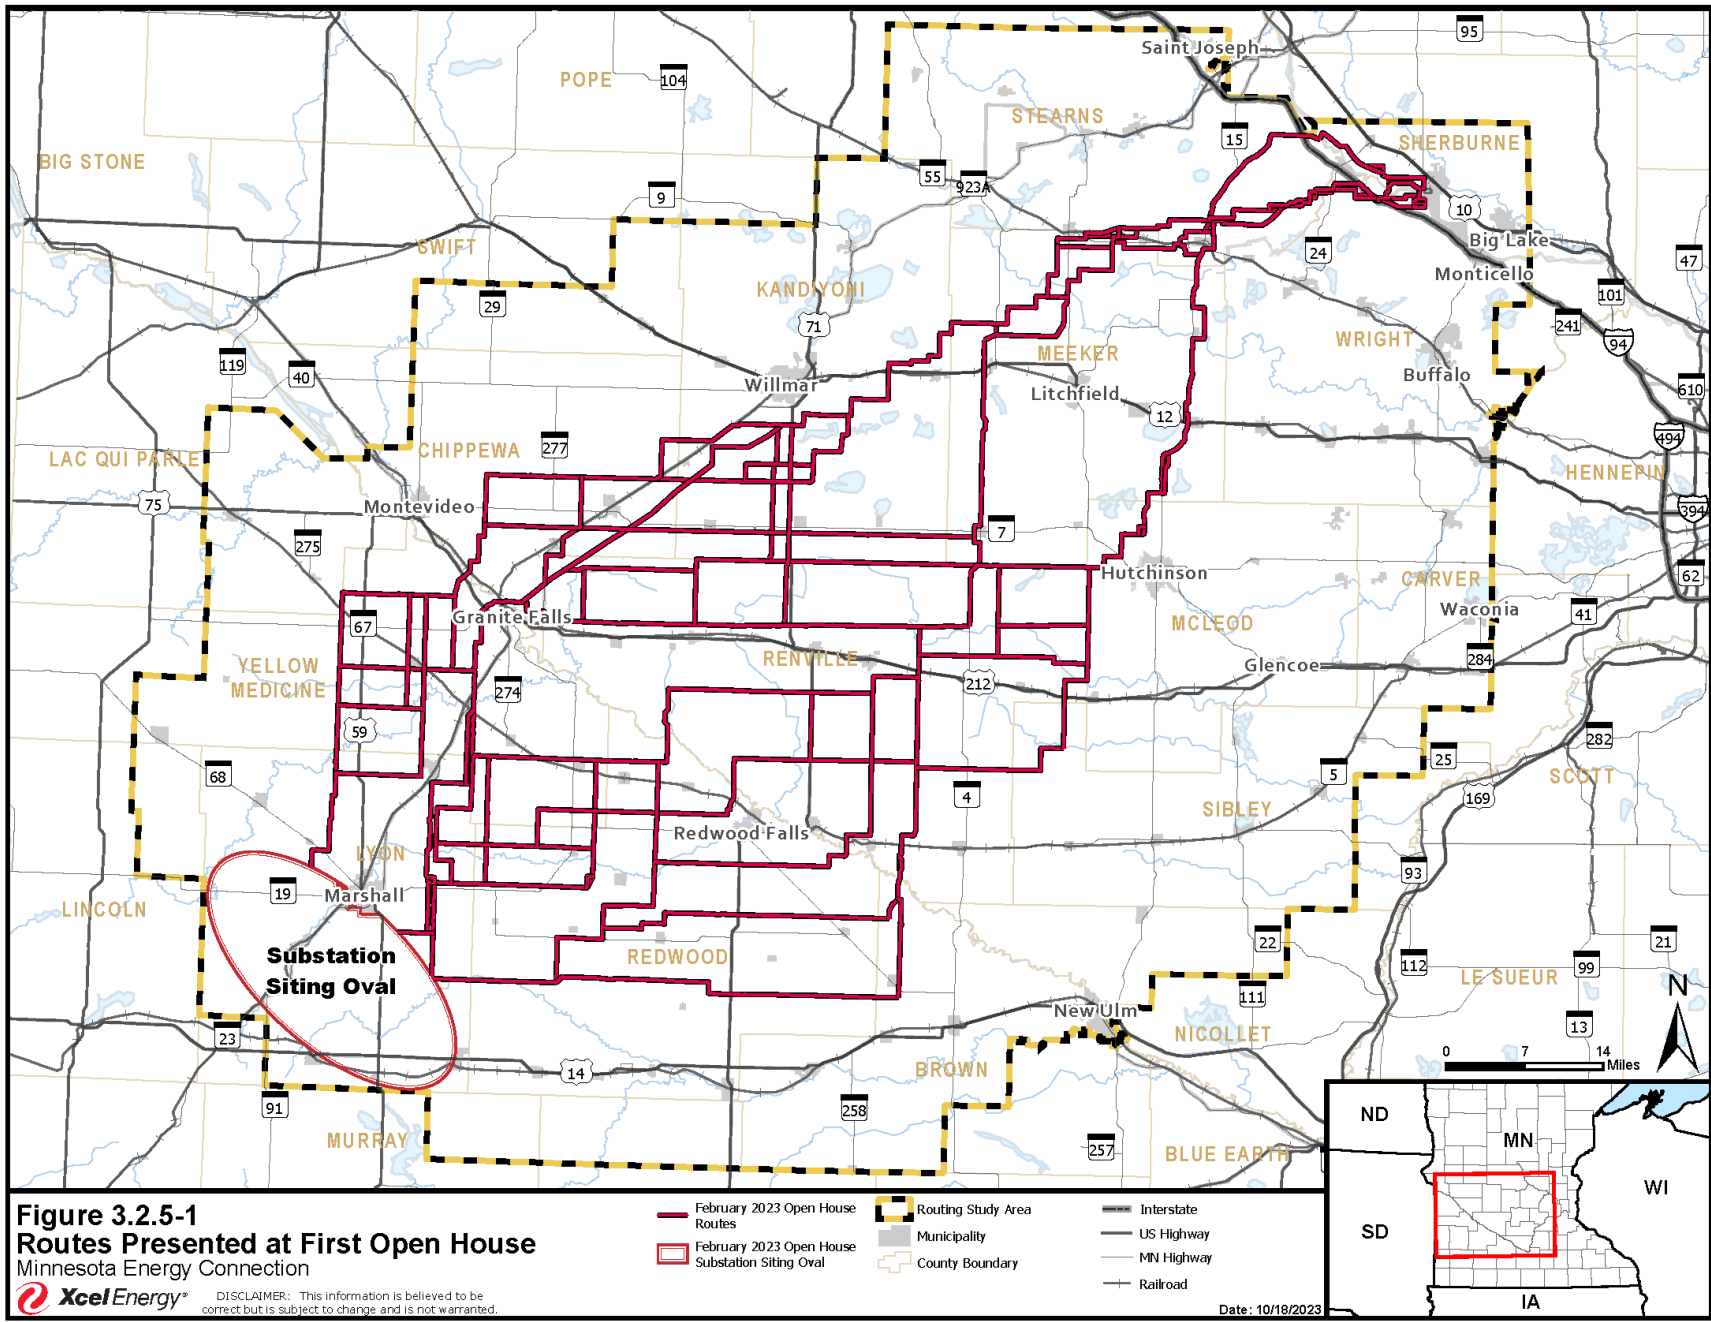 Saint Joseph
95
POPE
104
STEARNS
15
SHERBURNE
BIG STONE
55
923A
9
10
Big Lake
SWIFT
24
47
Monticello
KANDIYOHI
29
101
71
241
WRIGHT
94
119
40
MEEKER
Buffalo
Willmar
Litchfield
610
12
494
CHIPPEWA
277
LAC QUI PARLE
HENNEPIN
75
Montevideo
394
7
275
Hutchinson
62
CARVER
Waconia
41
Granite Falls
67
MCLEOD
RENVILLE
284
YELLOW
MEDICINE
Glencoe
274
212
59
282
25
68
5
SCOTT
4
169
SIBLEY
Redwood Falls
LYON
93
19
Marshall
LINCOLN
22
21
Substation
Siting Oval
REDWOOD
112
99
LE SUEUR
N
111
New Ulm
23
NICOLLET
13
0 7 14
Miles
14
BROWN
91
258
ND
MN
MURRAY
257
BLUE EARTH
WI
SD
IA
Figure 3.2.5-1
Routes Presented at First Open House
Minnesota Energy Connection
Xcel Energy®
DISCLAIMER: This information is believed to be
correct but is subject to change and is not warranted.
February 2023 Open House
Routes
February 2023 Open House
Substation Siting Oval
Routing Study Area
Municipality
County Boundary
Interstate
US Highway
MN Highway
Railroad
Date: 10/18/2023